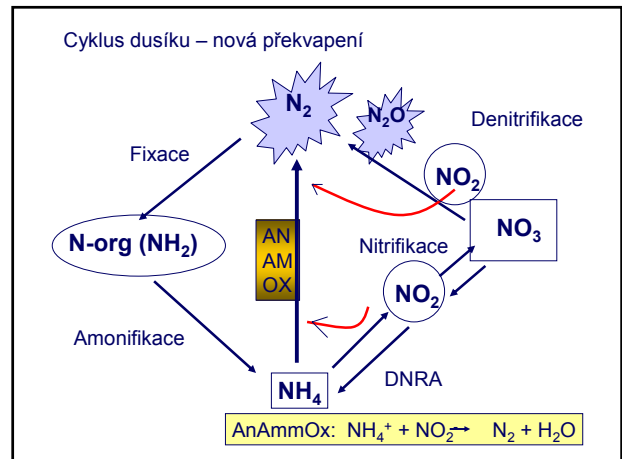 Cyklus dusíku – nová překvapení
N₂
N₂O
Denitrifikace
Fixace
NO₂
N-org (NH₂)
AN
AM
OX
Nitrifikace
NO₃
NO₂
Amonifikace
NH₄
DNRA
AnAmmOx: NH₄⁺ + NO₂ → N₂ + H₂O